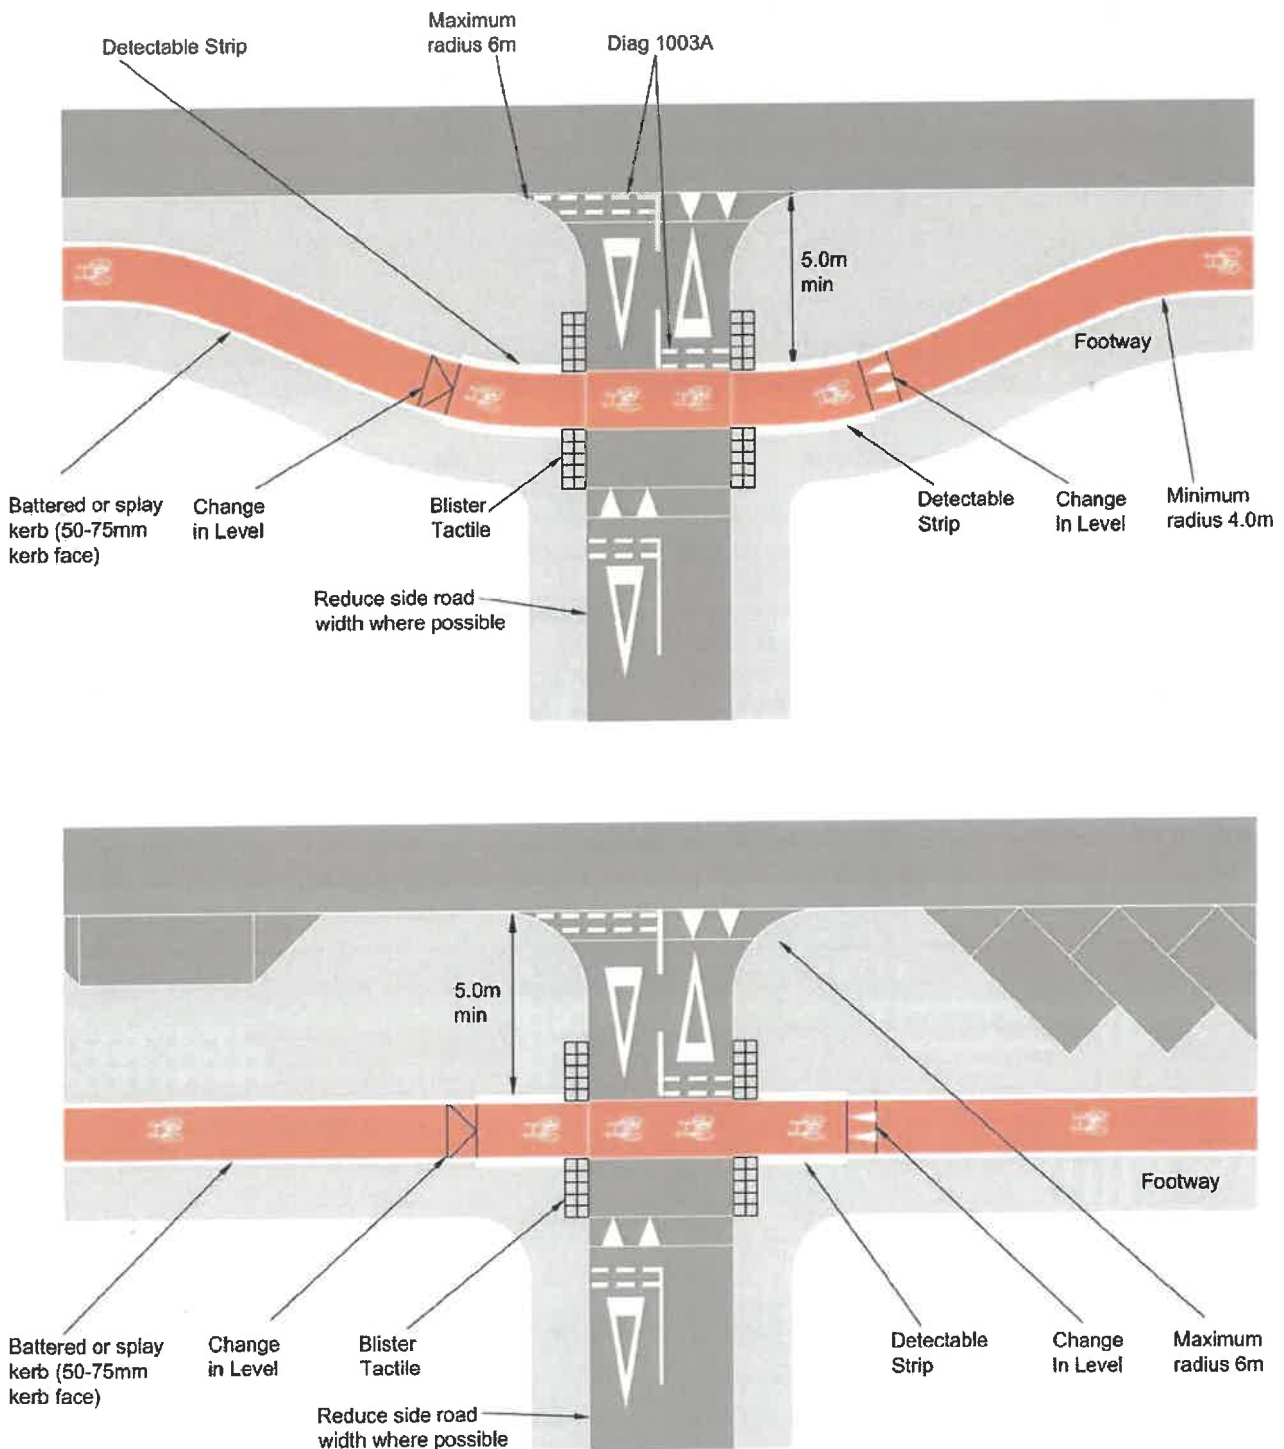 Maximum
radius 6m
Detectable Strip
Diag 1003A
5.0m
min
Footway
Battered or splay
kerb (50-75mm
kerb face)
Change
in Level
Blister
Tactile
Detectable
Strip
Change
In Level
Minimum
radius 4.0m
Reduce side road
width where possible
5.0m
min
Footway
Battered or splay
kerb (50-75mm
kerb face)
Change
in Level
Blister
Tactile
Detectable
Strip
Change
In Level
Maximum
radius 6m
Reduce side road
width where possible